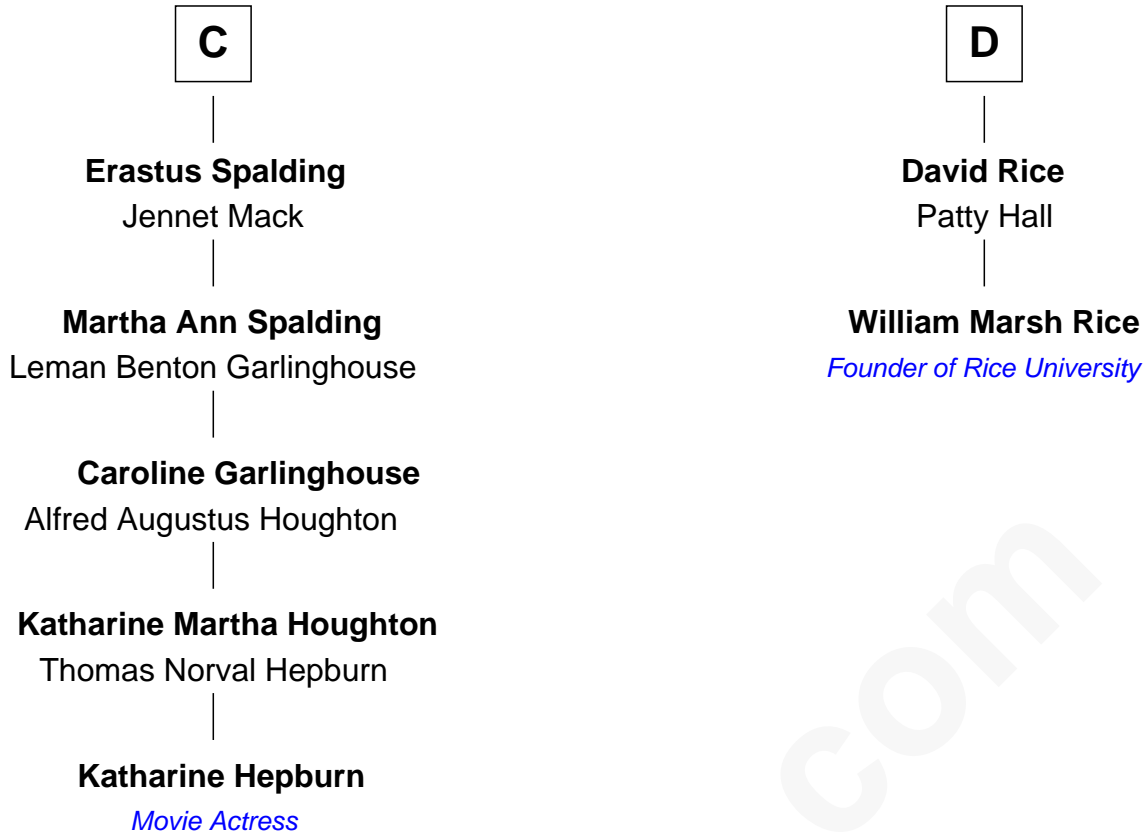 C
Erastus Spalding
Jennet Mack
Martha Ann Spalding
Leman Benton Garlinghouse
Caroline Garlinghouse
Alfred Augustus Houghton
Katharine Martha Houghton
Thomas Norval Hepburn
Katharine Hepburn
Movie Actress
D
David Rice
Patty Hall
William Marsh Rice
Founder of Rice University
com